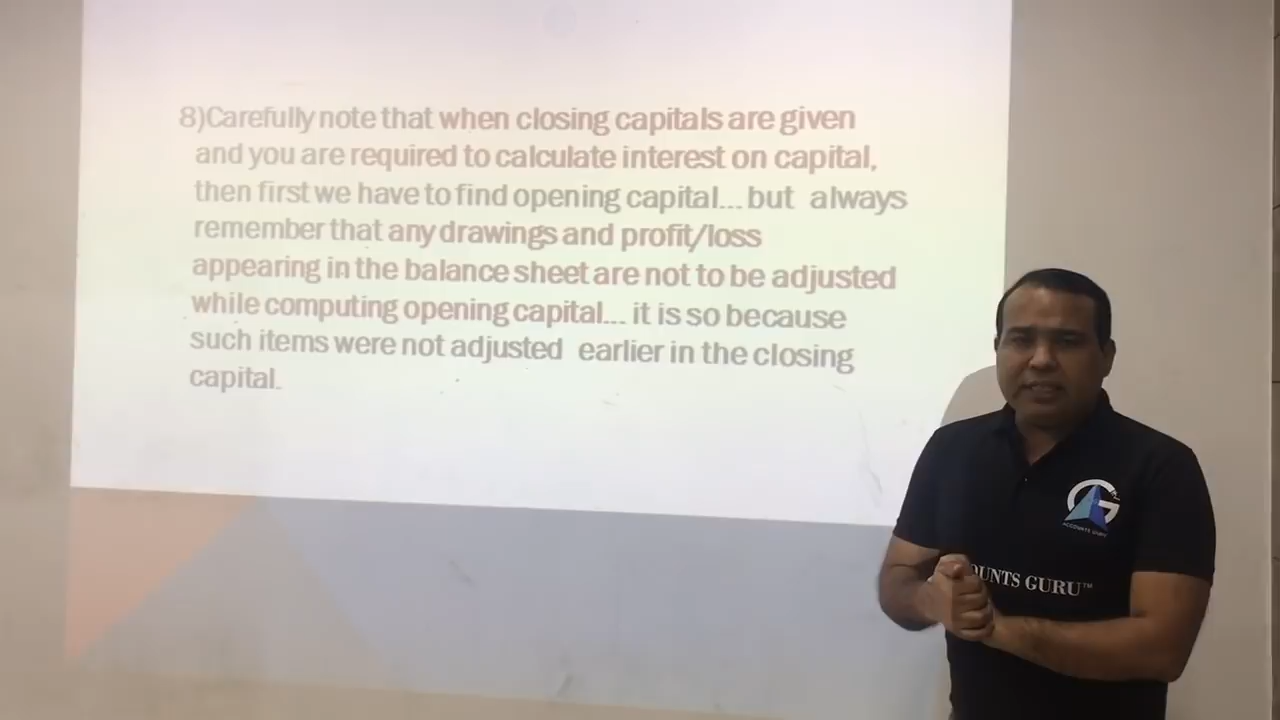 8)Carefully note that when closing capitals are given
and you are required to calculate interest on capital,
then first we have to find opening capital... but always
remember that any drawings and profit/loss
appearing in the balance sheet are not to be adjusted
while computing opening capital... it is so because
such items were not adjusted earlier in the closing
capital.
G
ACCOUNTS GURU
OUNTS GURU™